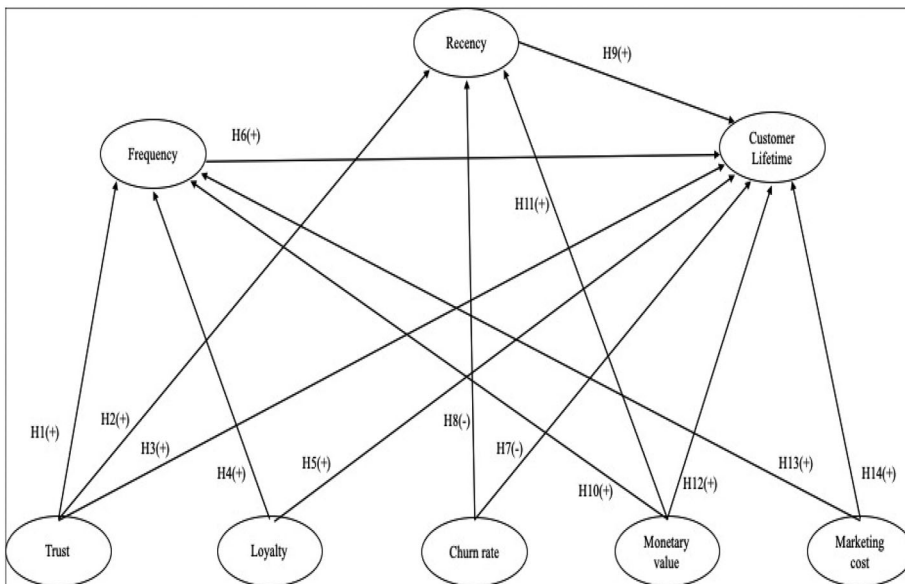 Recency
H9(+)
H6(+)
Frequency
Customer
Lifetime
H11(+)
H2(+)
H8(-)
H1(+)
H3(+)
H7(-)
H4(+)
H5(+)
H13(+)
H10(+)
H12(+)
H14(+)
Trust
Loyalty
Churn rate
Monetary
value
Marketing
cost